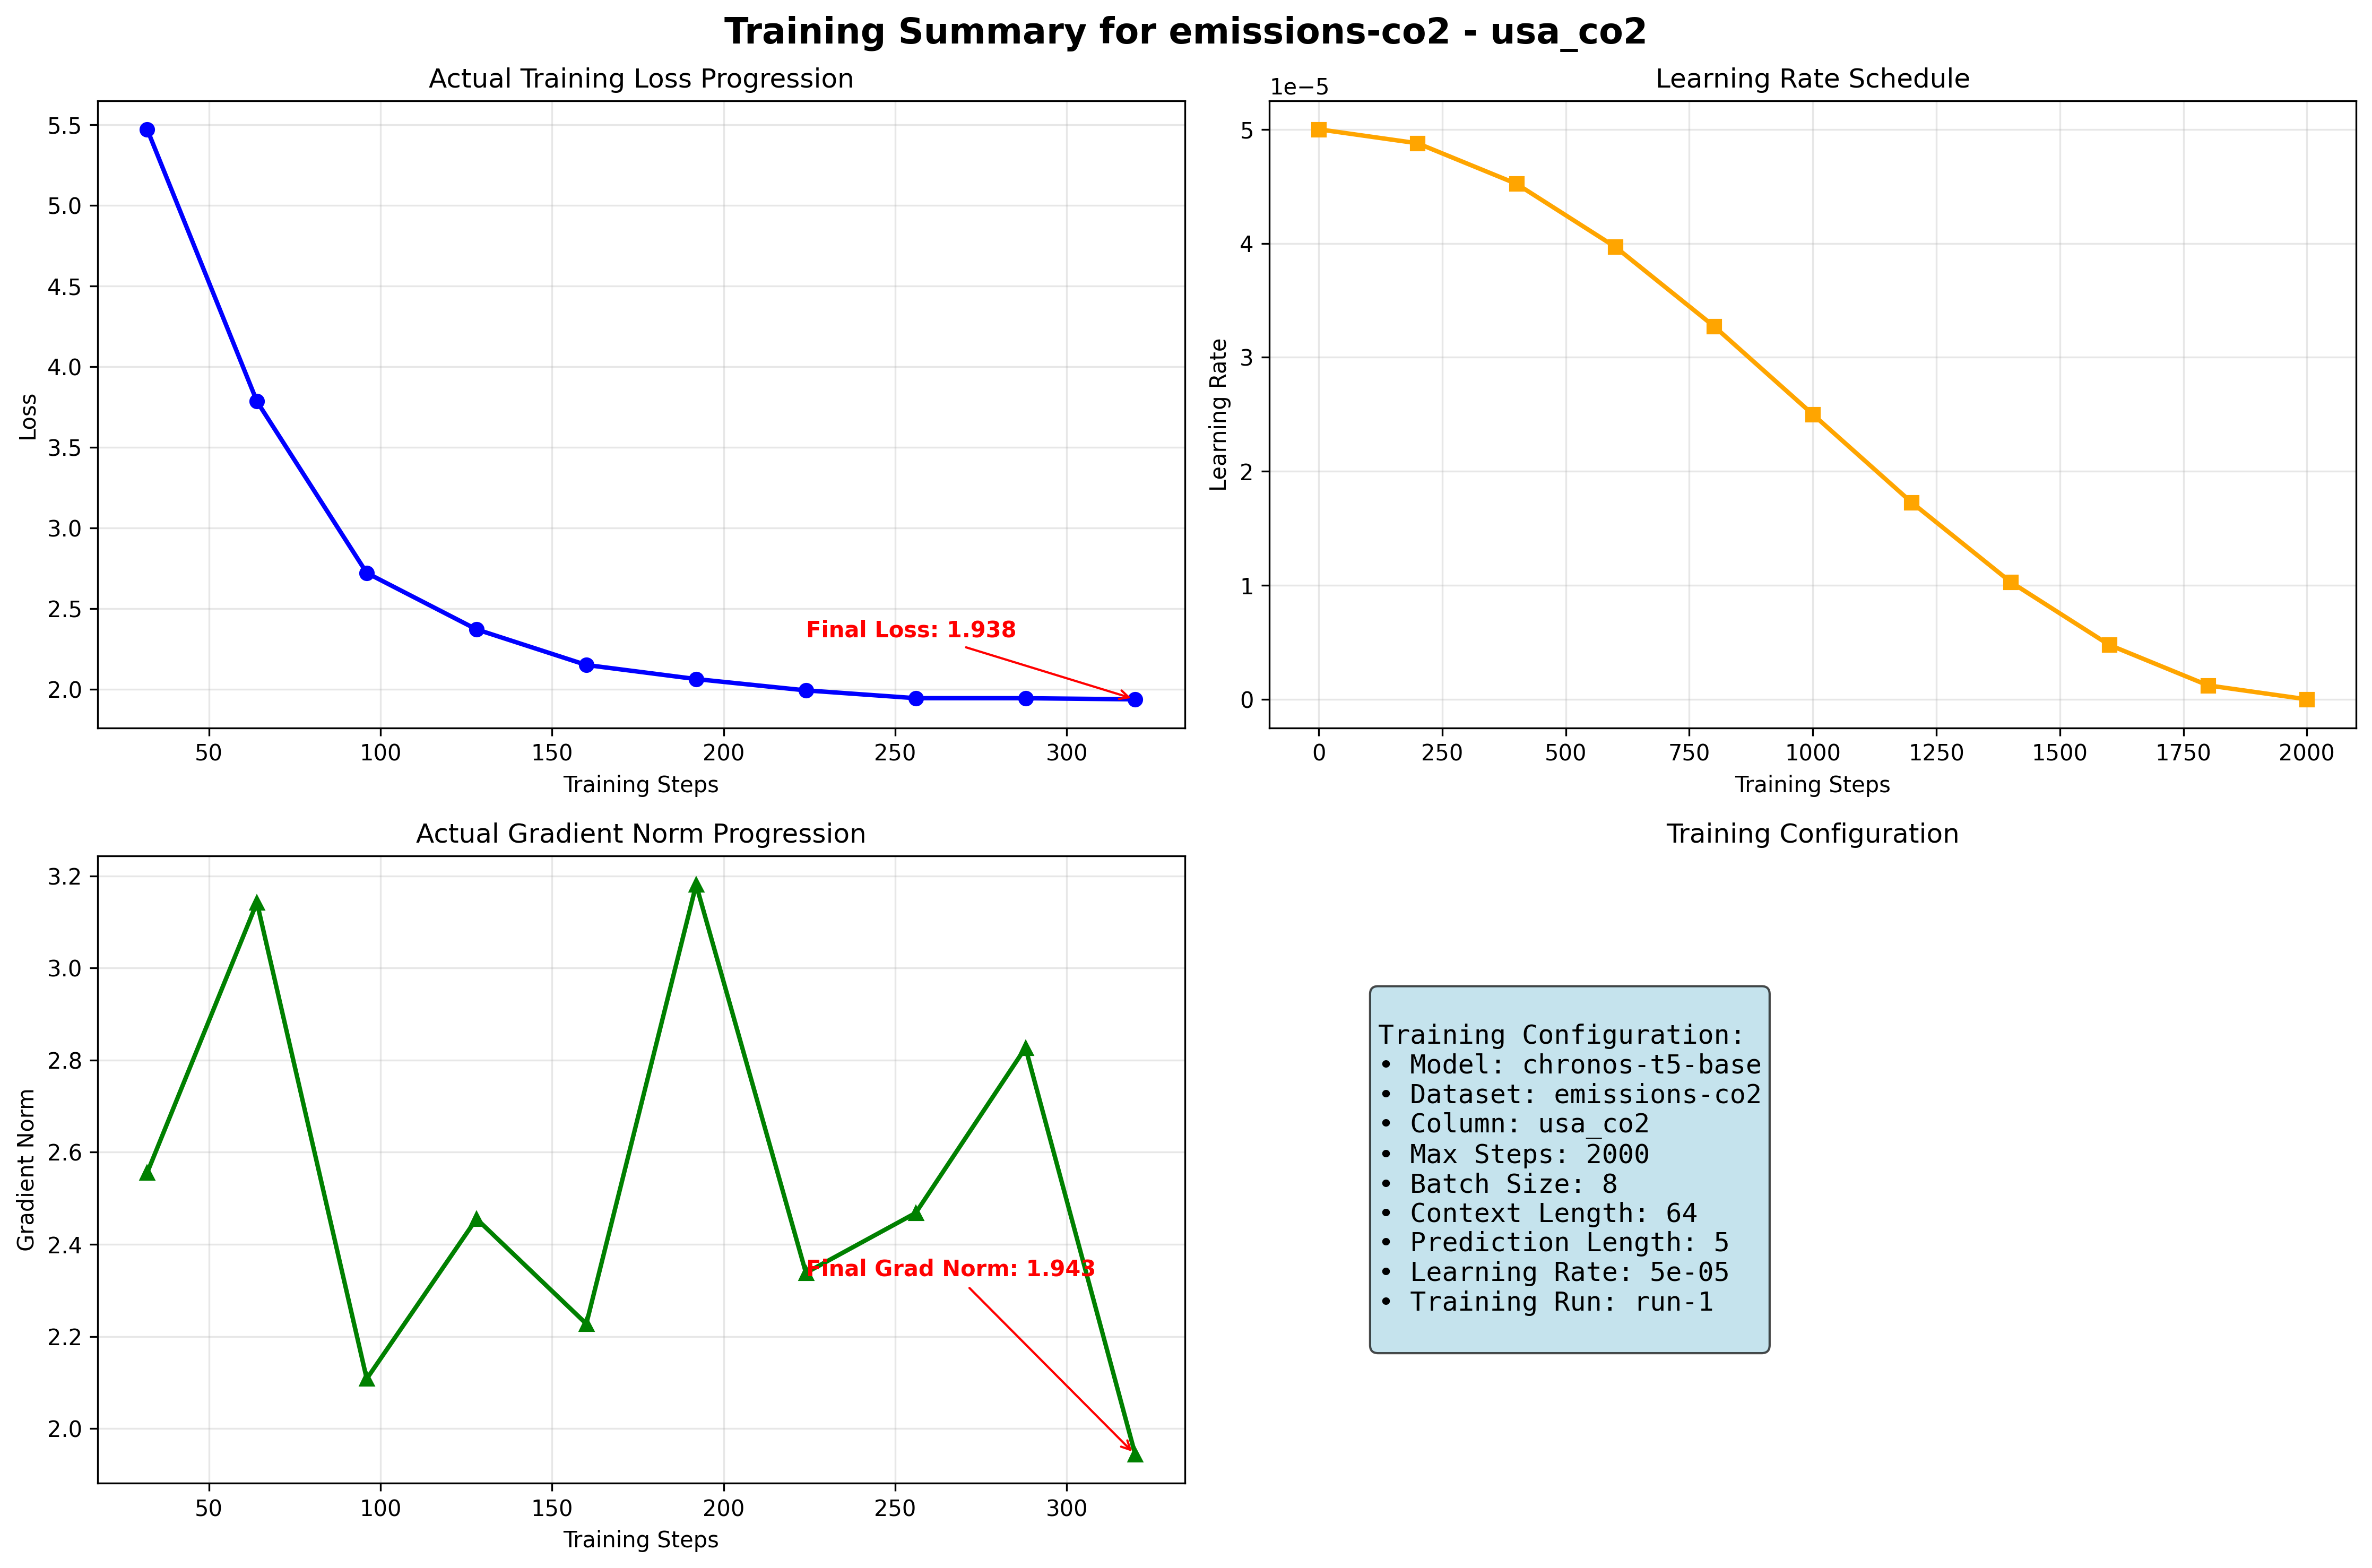 Training Summary for emissions-co2 - usa_co2
Actual Training Loss Progression
5.5
5.0
4.5
4.0
3.5
3.0
2.5
2.0
Loss
Final Loss: 1.938
50 100 150 200 250 300
Training Steps
Learning Rate Schedule
1e−5
5
4
3
2
1
0
Learning Rate
0 250 500 750 1000 1250 1500 1750 2000
Training Steps
Actual Gradient Norm Progression
3.2
3.0
2.8
2.6
2.4
2.2
2.0
Gradient Norm
Final Grad Norm: 1.943
50 100 150 200 250 300
Training Steps
Training Configuration
Training Configuration:
• Model: chronos-t5-base
• Dataset: emissions-co2
• Column: usa_co2
• Max Steps: 2000
• Batch Size: 8
• Context Length: 64
• Prediction Length: 5
• Learning Rate: 5e-05
• Training Run: run-1